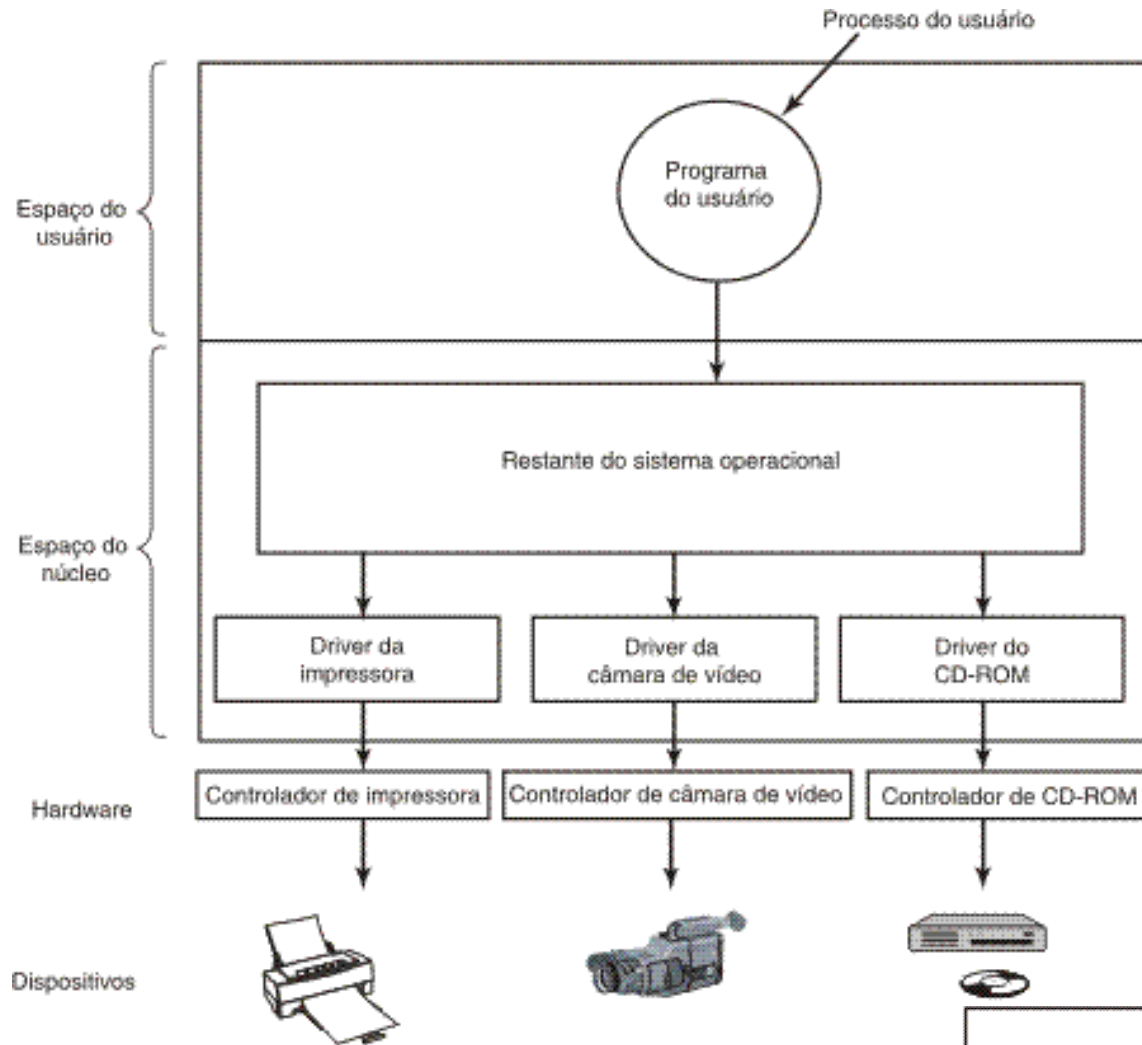 Processo do usuário
Programa
do usuário
Espaço do
usuário
Restante do sistema operacional
Espaço do
núcleo
Driver da
impressora
Driver da
câmara de vídeo
Driver do
CD-ROM
Hardware
Controlador de impressora
Controlador de câmara de vídeo
Controlador de CD-ROM
Dispositivos